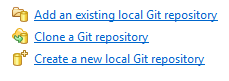 Add an existing local Git repository
Clone a Git repository
Create a new local Git repository